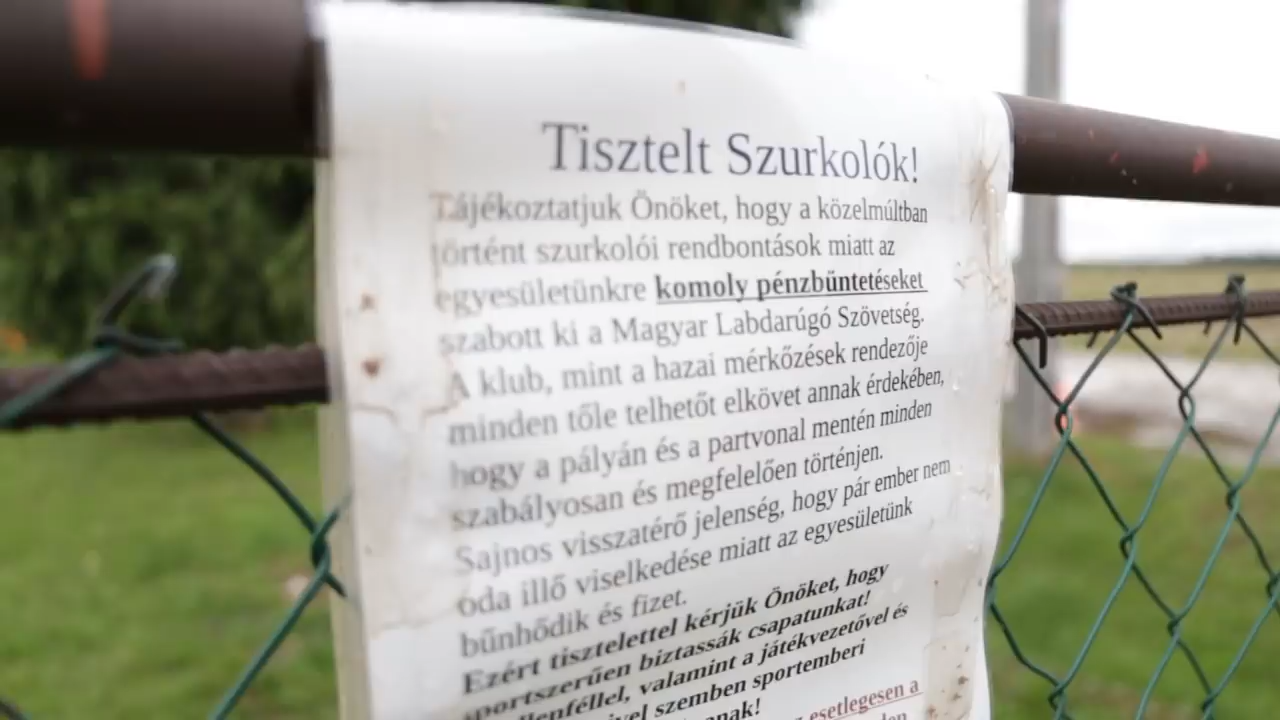 Tisztelt Szurkolók!
Tájékoztatjuk Önöket, hogy a közelmúltban
történt szurkolói rendbontások miatt az
egyesületünkre komoly pénzbüntetéseket
szabott ki a Magyar Labdarúgó Szövetség.
A klub, mint a hazai mérkőzések rendezője
minden tőle telhetőt elkövet annak érdekében,
hogy a pályán és a partvonal mentén minden
szabályosan és megfelelően történjen.
Sajnos visszatérő jelenség, hogy pár ember nem
oda illő viselkedése miatt az egyesületünk
bűnhődik és fizet.
Ezért tisztelettel kérjük Önöket, hogy
sportszerűen biztassák csapatunkat!
valamint a játékvezetővel és
szemben sportemberi
esetlegesen a